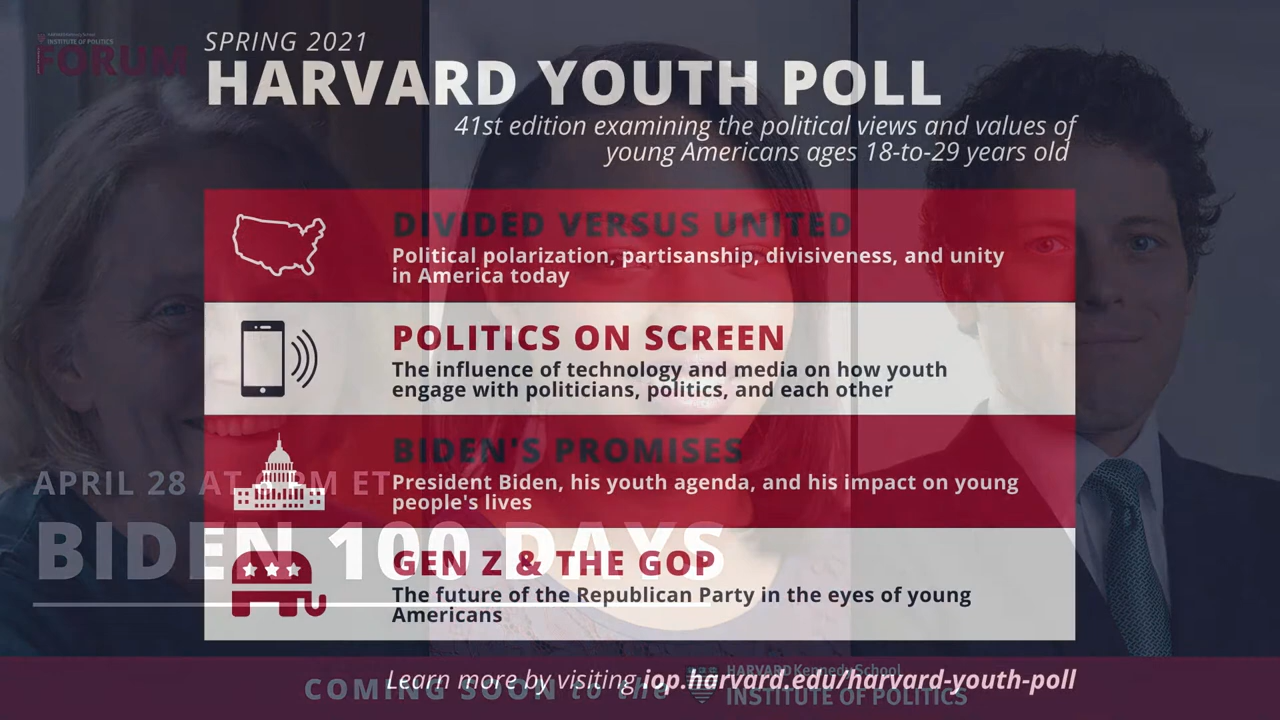 HARVARD Kennedy School
INSTITUTE OF POLITICS
FORUM
SPRING 2021
HARVARD YOUTH POLL
41st edition examining the political views and values of
young Americans ages 18-to-29 years old
DIVIDED VERSUS UNITED
Political polarization, partisanship, divisiveness, and unity
in America today
POLITICS ON SCREEN
The influence of technology and media on how youth
engage with politicians, politics, and each other
BIDEN'S PROMISES
President Biden, his youth agenda, and his impact on young
people's lives
APRIL 28 AT PM ET
BIDEN 100 DAYS
GEN Z & THE GOP
The future of the Republican Party in the eyes of young
Americans
Learn more by visiting iop.harvard.edu/harvard-youth-poll
COMING SOON to the
HARVARD Kennedy School
INSTITUTE OF POLITICS